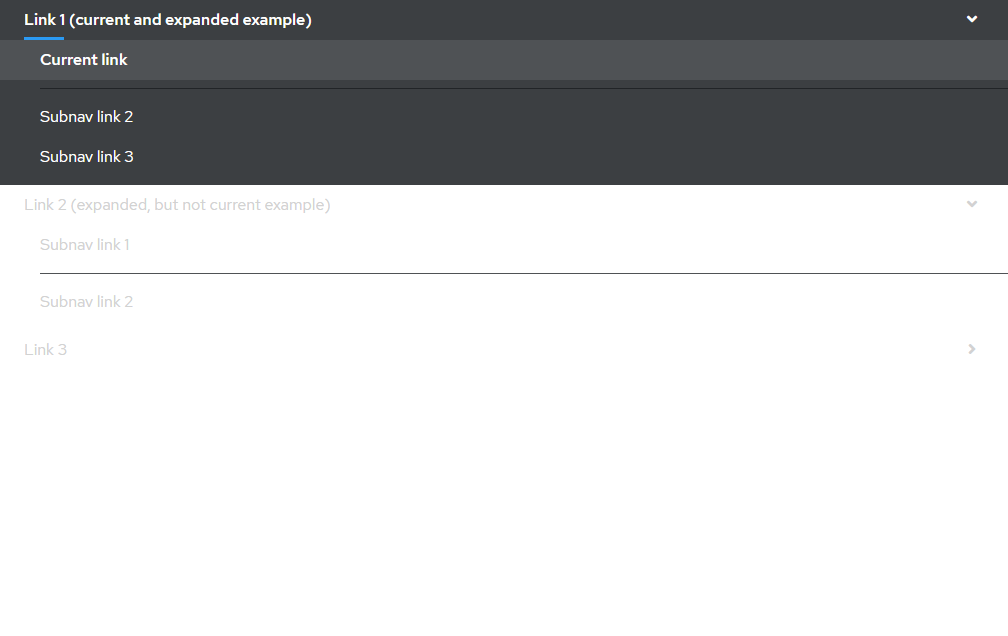 Link 1 (current and expanded example)
Current link
Subnav link 2
Subnav link 3
Link 2 (expanded, but not current example)
Subnav link 1
Subnav link 2
Link 3